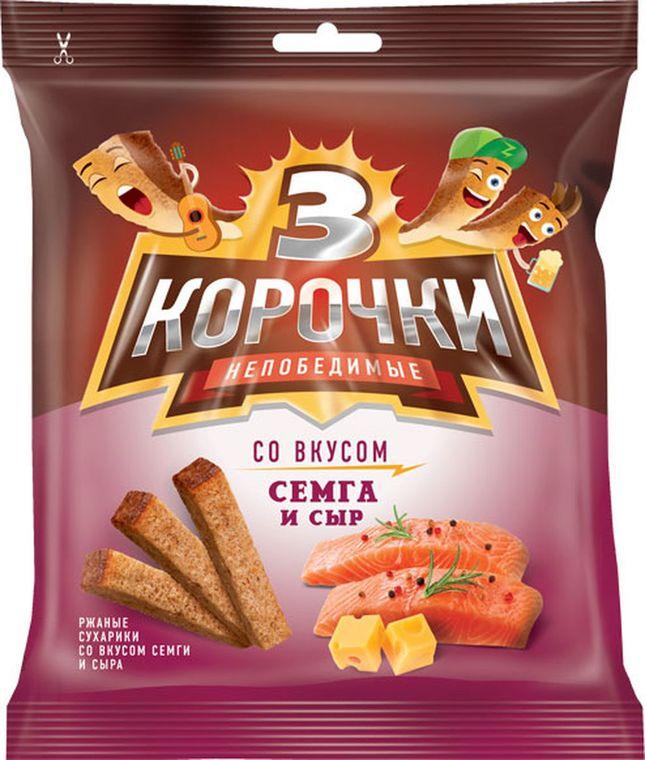 3
КОРОЧКИ
НЕПОБЕДИМЫЕ
СО ВКУСОМ
СЕМГА
И СЫР
РЖАНЫЕ
СУХАРИКИ
СО ВКУСОМ СЕМГИ
И СЫРА